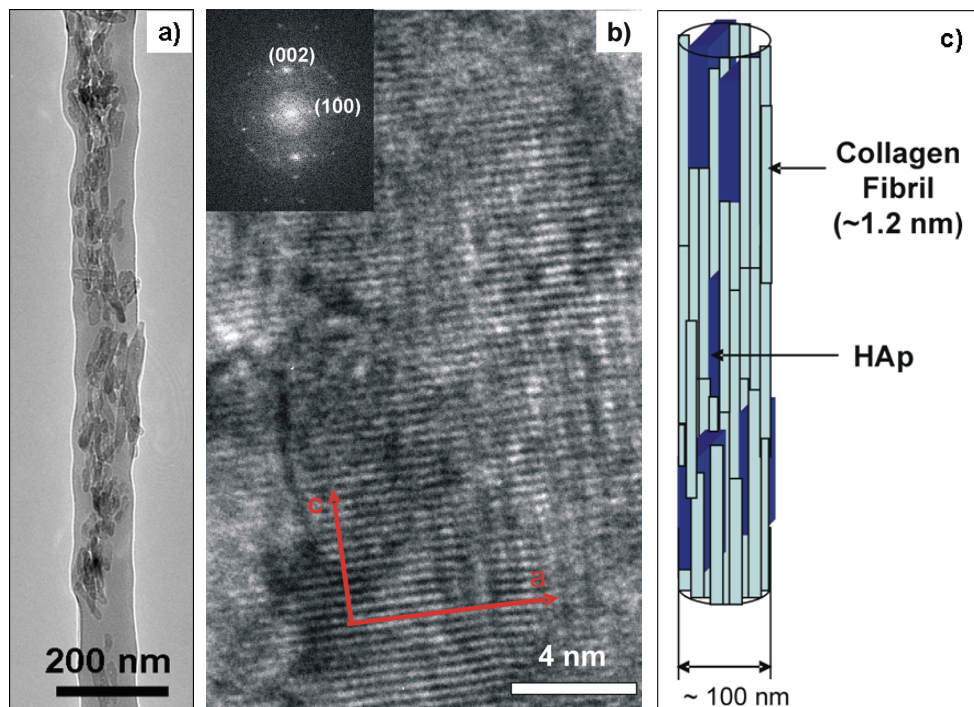 a)
200 nm
b)
(002)
(100)
c
a
4 nm
c)
Collagen
Fibril
(~1.2 nm)
HAp
~ 100 nm